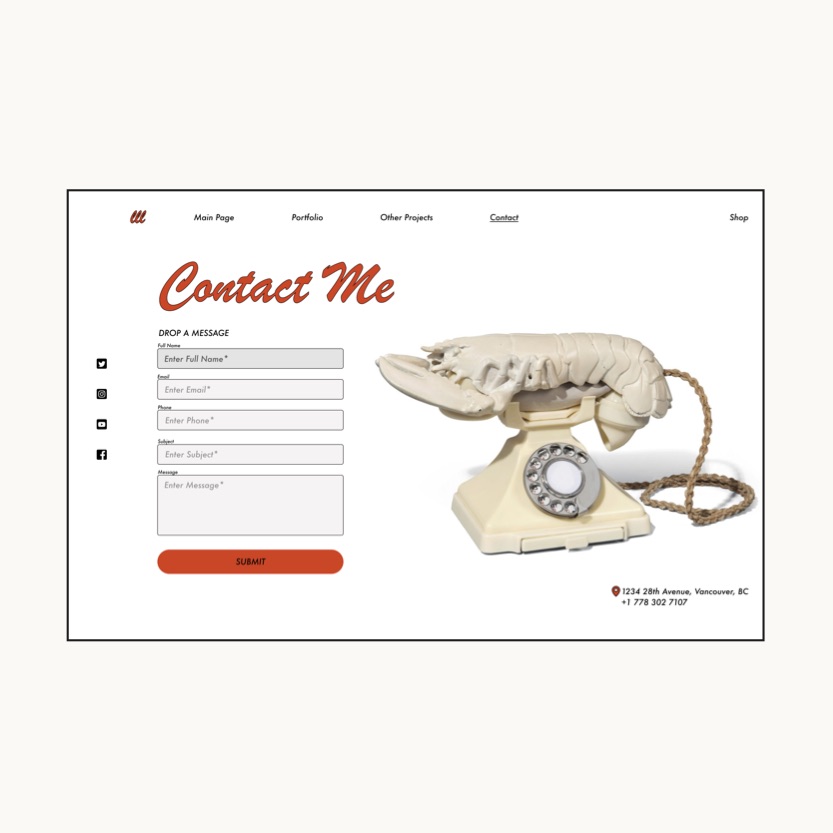 Main Page
Portfolio
Other Projects
Contact
Shop
Contact Me
DROP A MESSAGE
Full Name
Enter Full Name*
Email
Enter Email*
Phone
Enter Phone*
Subject
Enter Subject*
Message
Enter Message*
SUBMIT
1234 28th Avenue, Vancouver, BC
+1 778 302 7107